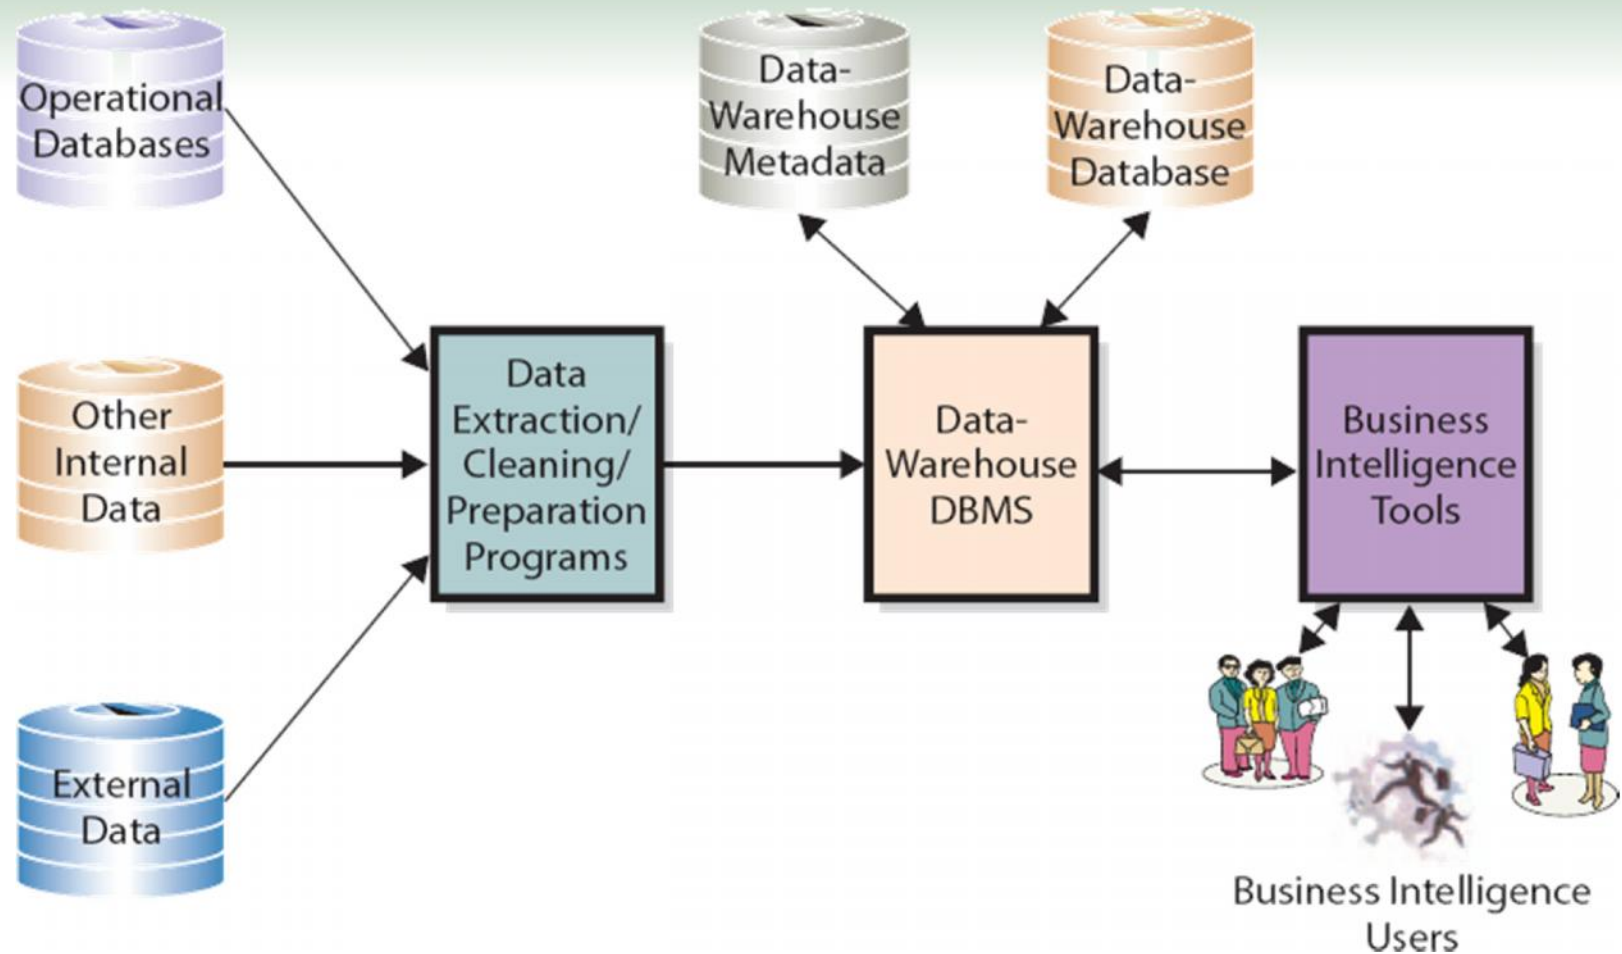 Operational
Databases
Data-
Warehouse
Metadata
Data-
Warehouse
Database
Other
Internal
Data
Data
Extraction/
Cleaning/
Preparation
Programs
Data-
Warehouse
DBMS
Business
Intelligence
Tools
External
Data
Business Intelligence
Users